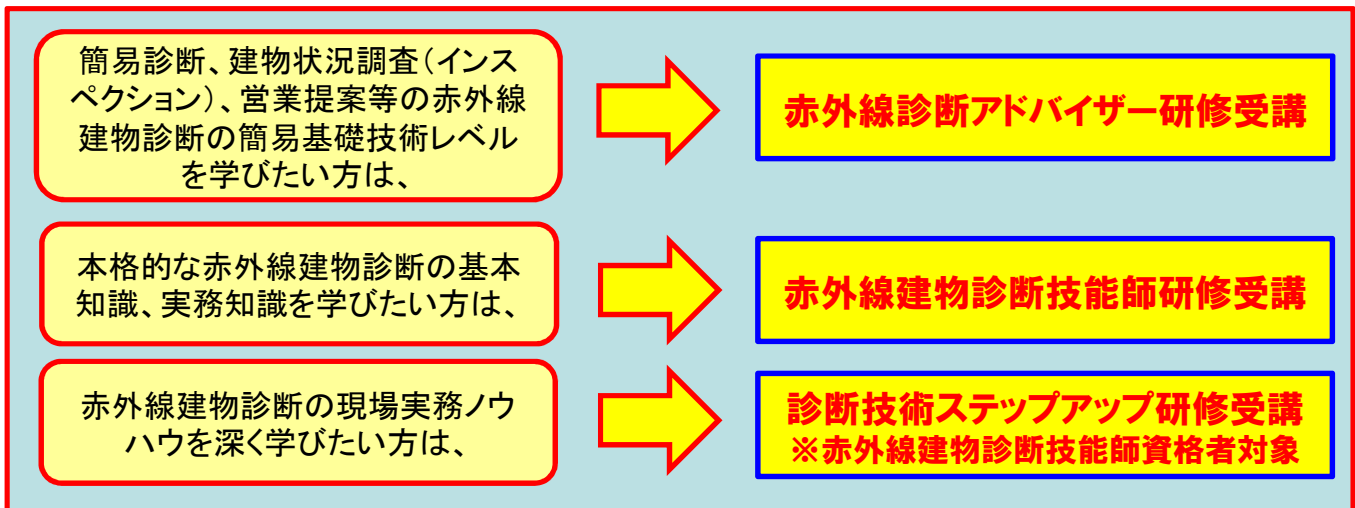 簡易診断、建物状況調査(インス
ペクション)、営業提案等の赤外線
建物診断の簡易基礎技術レベル
を学びたい方は、
赤外線診断アドバイザー研修受講
本格的な赤外線建物診断の基本
知識、実務知識を学びたい方は、
赤外線建物診断技能師研修受講
赤外線建物診断の現場実務ノウ
ハウを深く学びたい方は、
診断技術ステップアップ研修受講
※赤外線建物診断技能師資格者対象